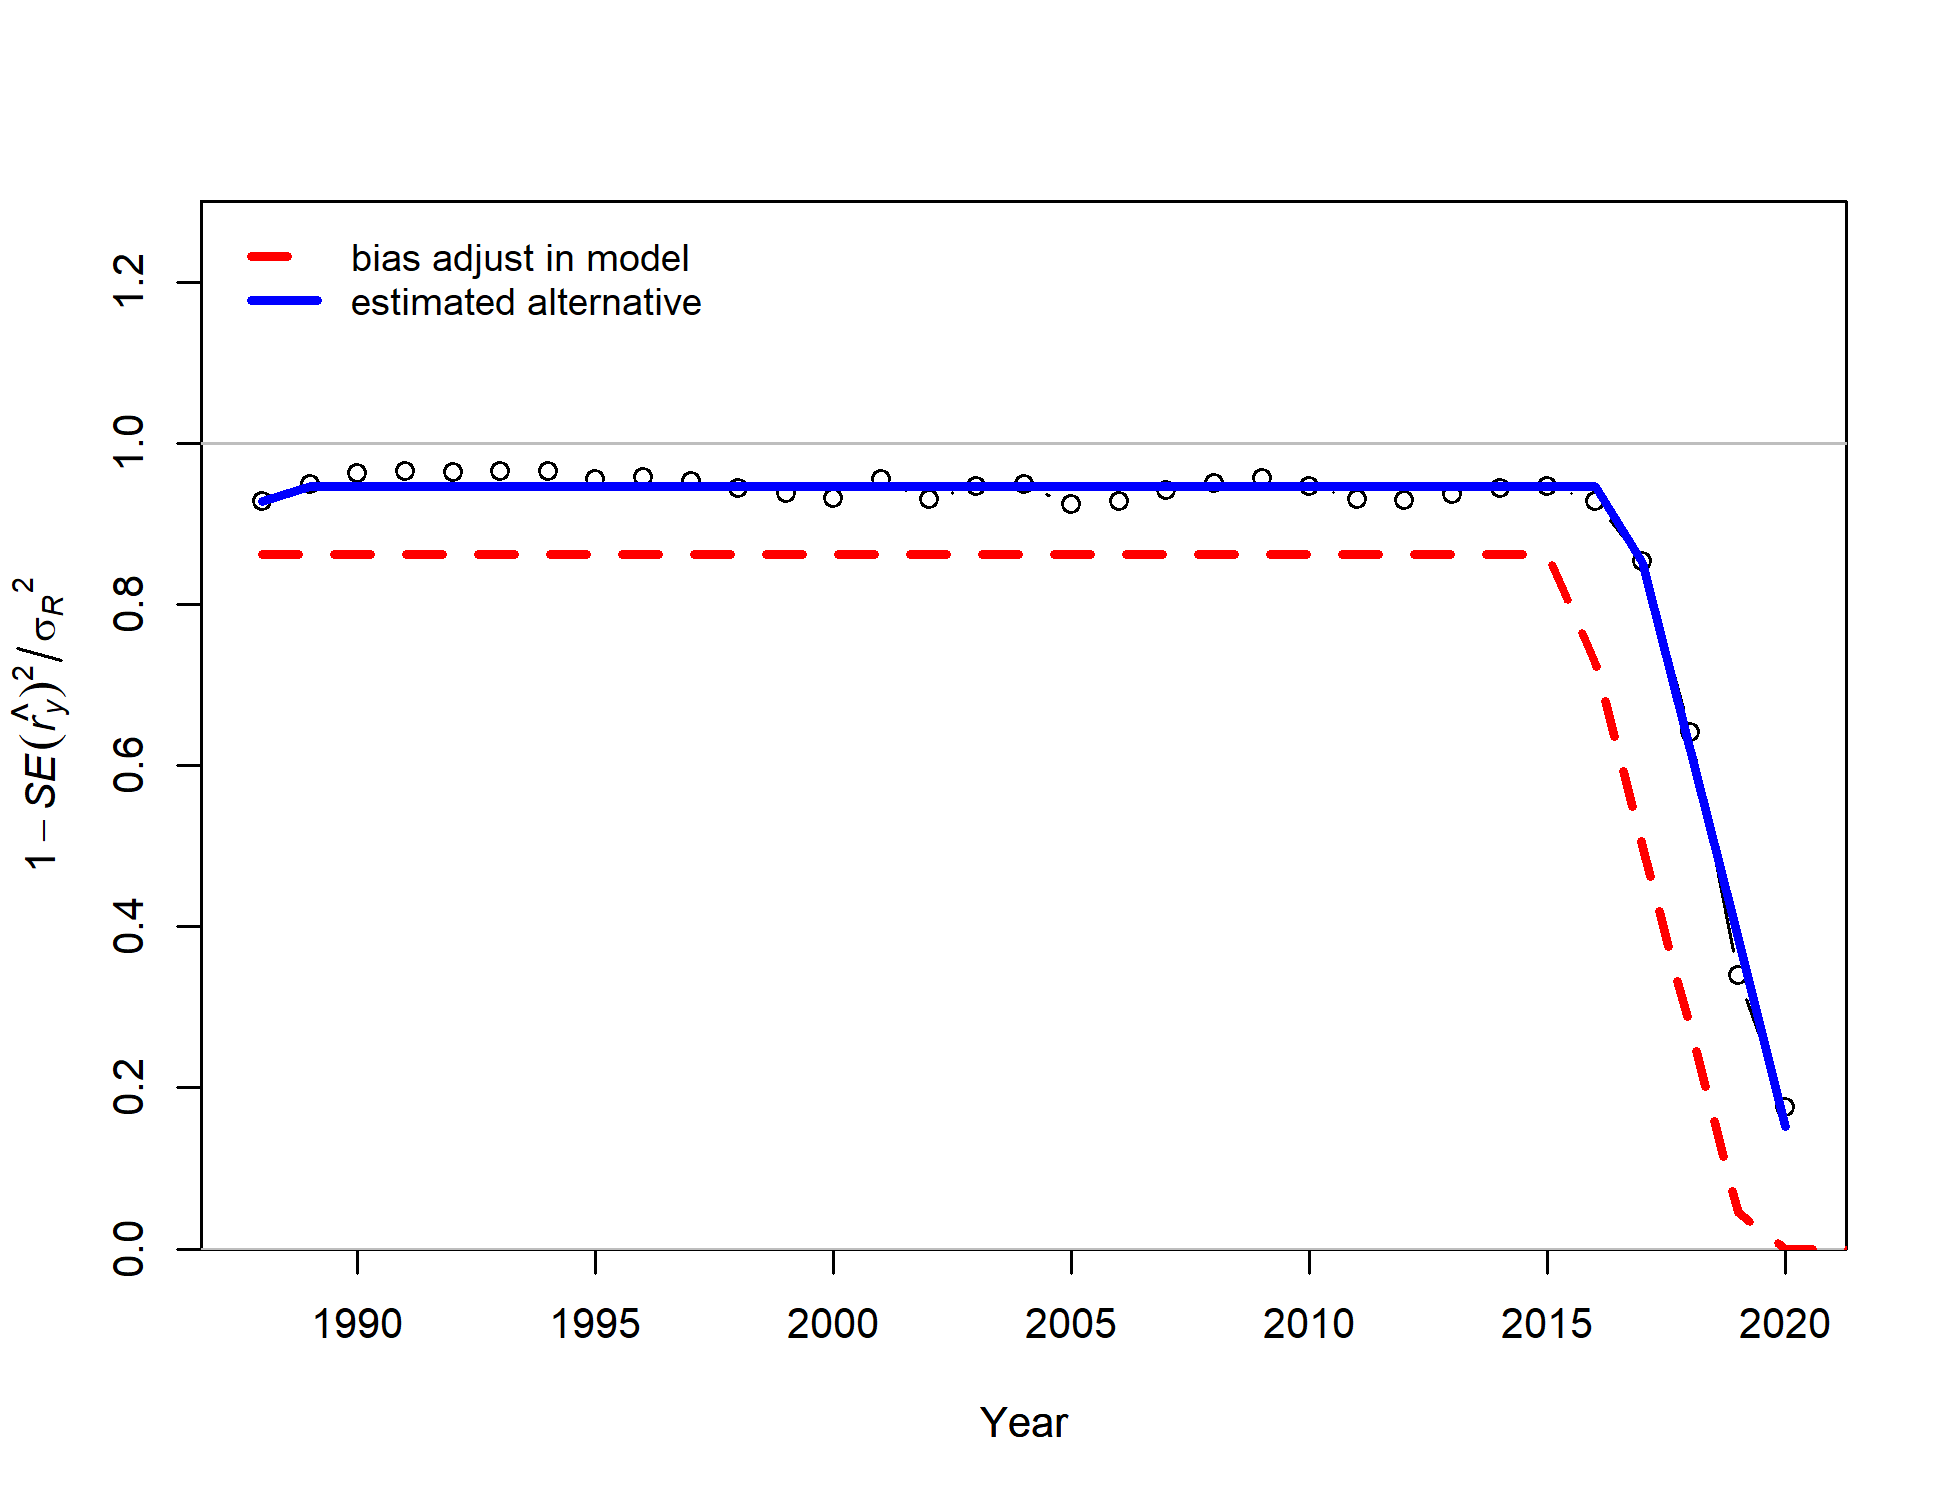 bias adjust in model
estimated alternative
1.2
1.0
0.8
0.6
0.4
0.2
0.0
1 − SE(r̂y)² / σR²
1990 1995 2000 2005 2010 2015 2020
Year